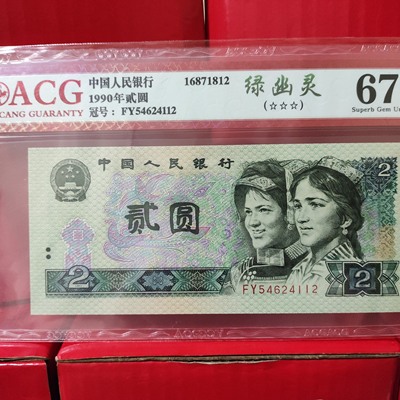 ACG
CANG GUARANTY
中国人民银行
1990年贰圆
冠号: FY54624112
16871812
绿幽灵
(☆☆☆)
67
Superb Gem Un
中国人民银行
贰圆
2
2
2
FY54624112